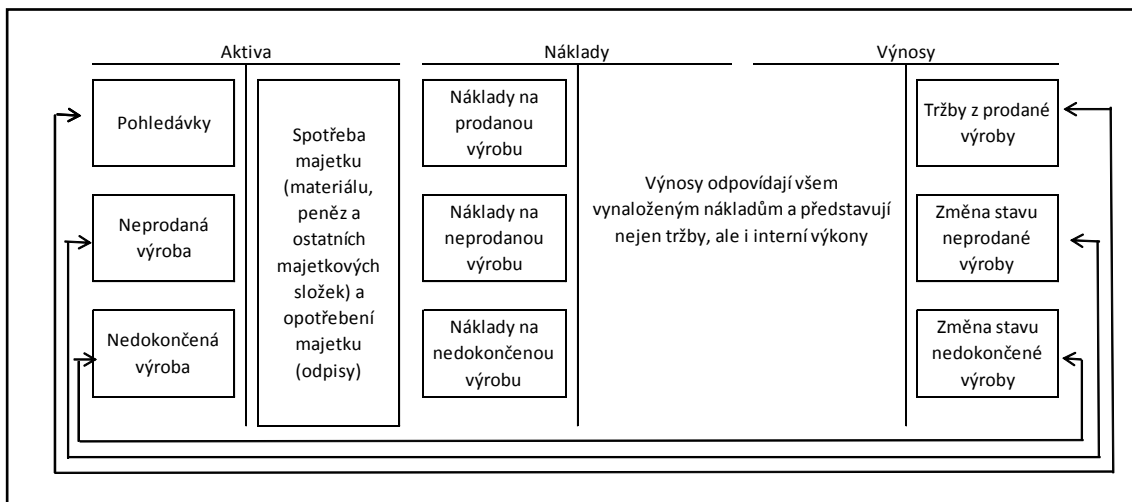 Aktiva
Náklady
Výnosy
Pohledávky
Neprodaná
výroba
Nedokončená
výroba
Spotřeba
majetku
(materiálu,
peněz a
ostatních
majetkových
složek) a
opotřebení
majetku
(odpisy)
Náklady na
prodanou
výrobu
Náklady na
neprodanou
výrobu
Náklady na
nedokončenou
výrobu
Výnosy odpovídají všem
vynaloženým nákladům a představují
nejen tržby, ale i interní výkony
Tržby z prodané
výroby
Změna stavu
neprodané
výroby
Změna stavu
nedokončené
výroby